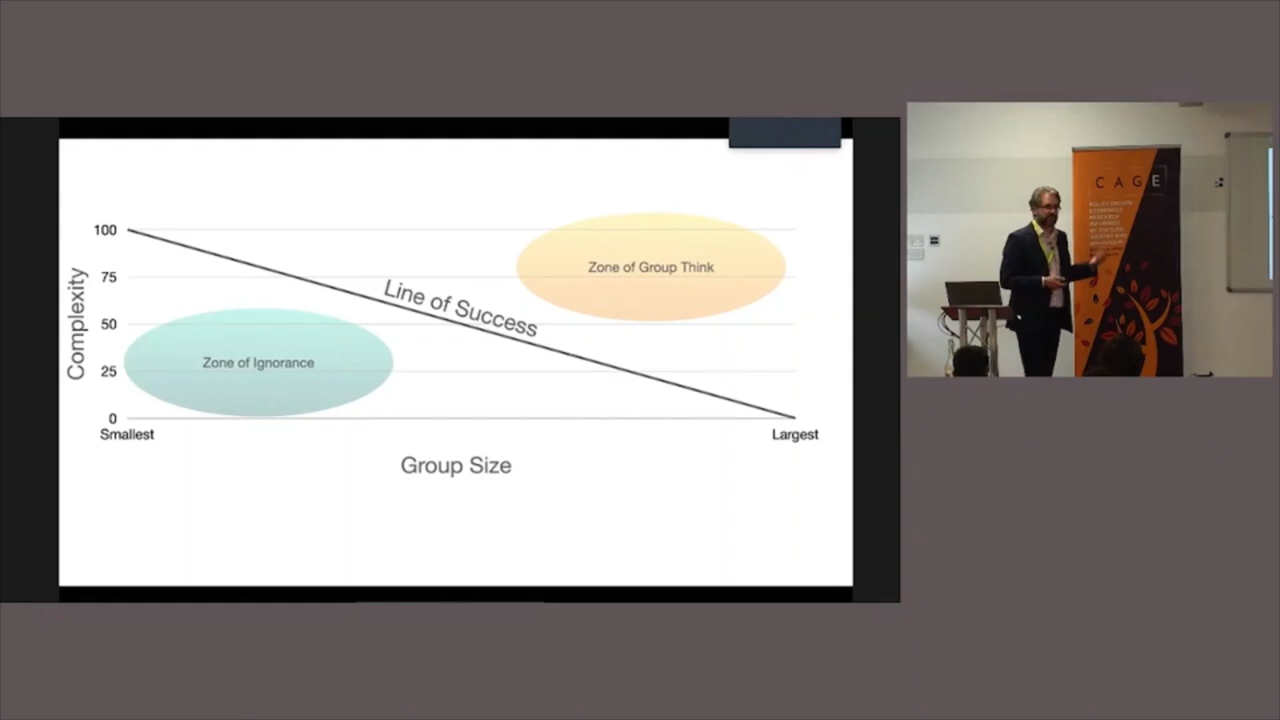 100
75
50
25
0
Complexity
Line of Success
Zone of Group Think
Zone of Ignorance
Smallest
Largest
Group Size
CAGE